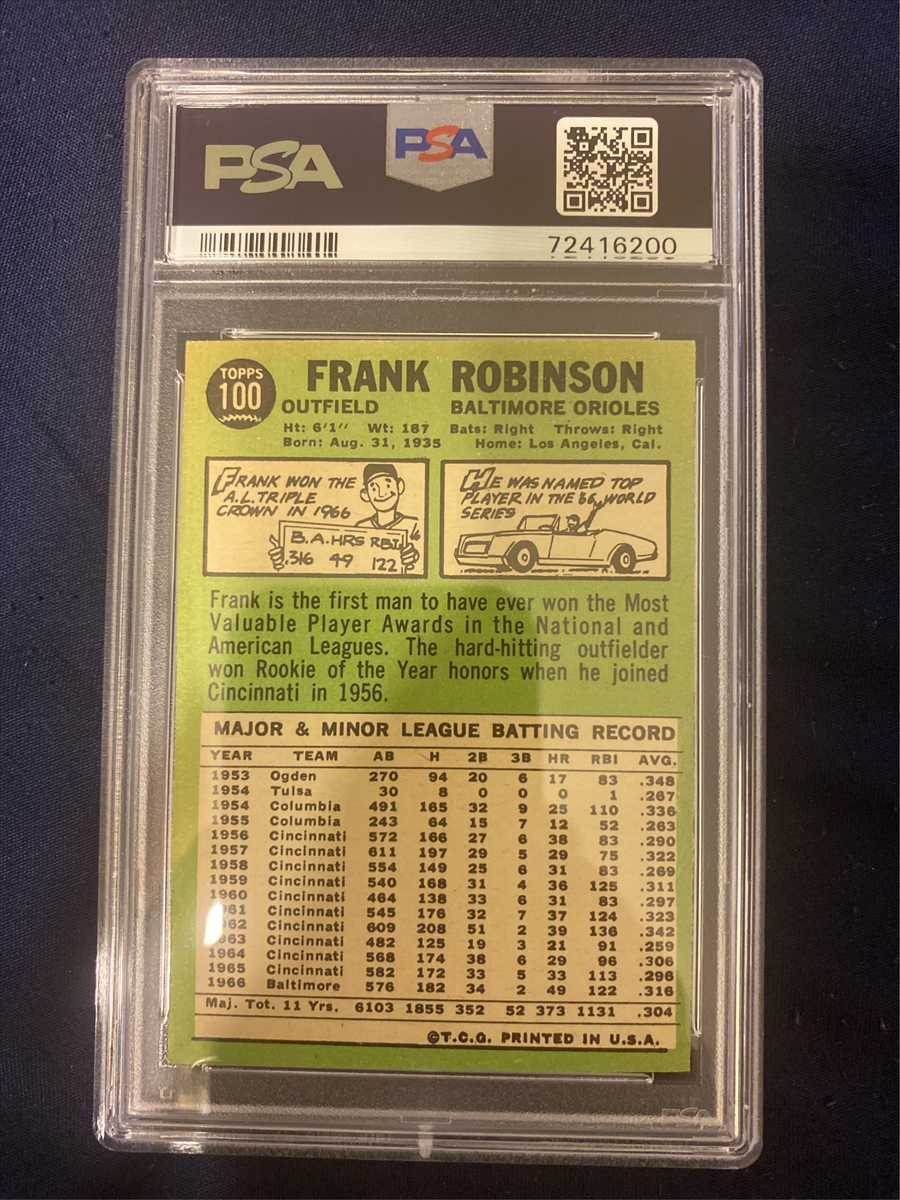 PSA
PSA
72416200
TOPPS
100
FRANK ROBINSON
OUTFIELD BALTIMORE ORIOLES
Ht: 6'1" Wt: 187 Bats: Right Throws: Right
Born: Aug. 31, 1935 Home: Los Angeles, Cal.
FRANK WON THE
A.L. TRIPLE
CROWN IN 1966
B.A. HRS RBI
.316 49 122
HE WAS NAMED TOP
PLAYER IN THE '66 WORLD
SERIES
Frank is the first man to have ever won the Most
Valuable Player Awards in the National and
American Leagues. The hard-hitting outfielder
won Rookie of the Year honors when he joined
Cincinnati in 1956.
MAJOR & MINOR LEAGUE BATTING RECORD
YEAR TEAM AB H 2B 3B HR RBI AVG.
1953 Ogden 270 94 20 6 17 83 .348
1954 Tulsa 30 8 0 0 0 1 .267
1954 Columbia 491 165 32 9 25 110 .336
1955 Columbia 243 64 15 7 12 52 .263
1956 Cincinnati 572 166 27 6 38 83 .290
1957 Cincinnati 611 197 29 5 29 75 .322
1958 Cincinnati 554 149 25 6 31 83 .269
1959 Cincinnati 540 168 31 4 36 125 .311
1960 Cincinnati 464 138 33 6 31 83 .297
1961 Cincinnati 545 176 32 7 37 124 .323
1962 Cincinnati 609 208 51 2 39 136 .342
1963 Cincinnati 482 125 19 3 21 91 .259
1964 Cincinnati 568 174 38 6 29 96 .306
1965 Cincinnati 582 172 33 5 33 113 .296
1966 Baltimore 576 182 34 2 49 122 .316
Maj. Tot. 11 Yrs. 6103 1855 352 52 373 1131 .304
©T.C.G. PRINTED IN U.S.A.
PSA